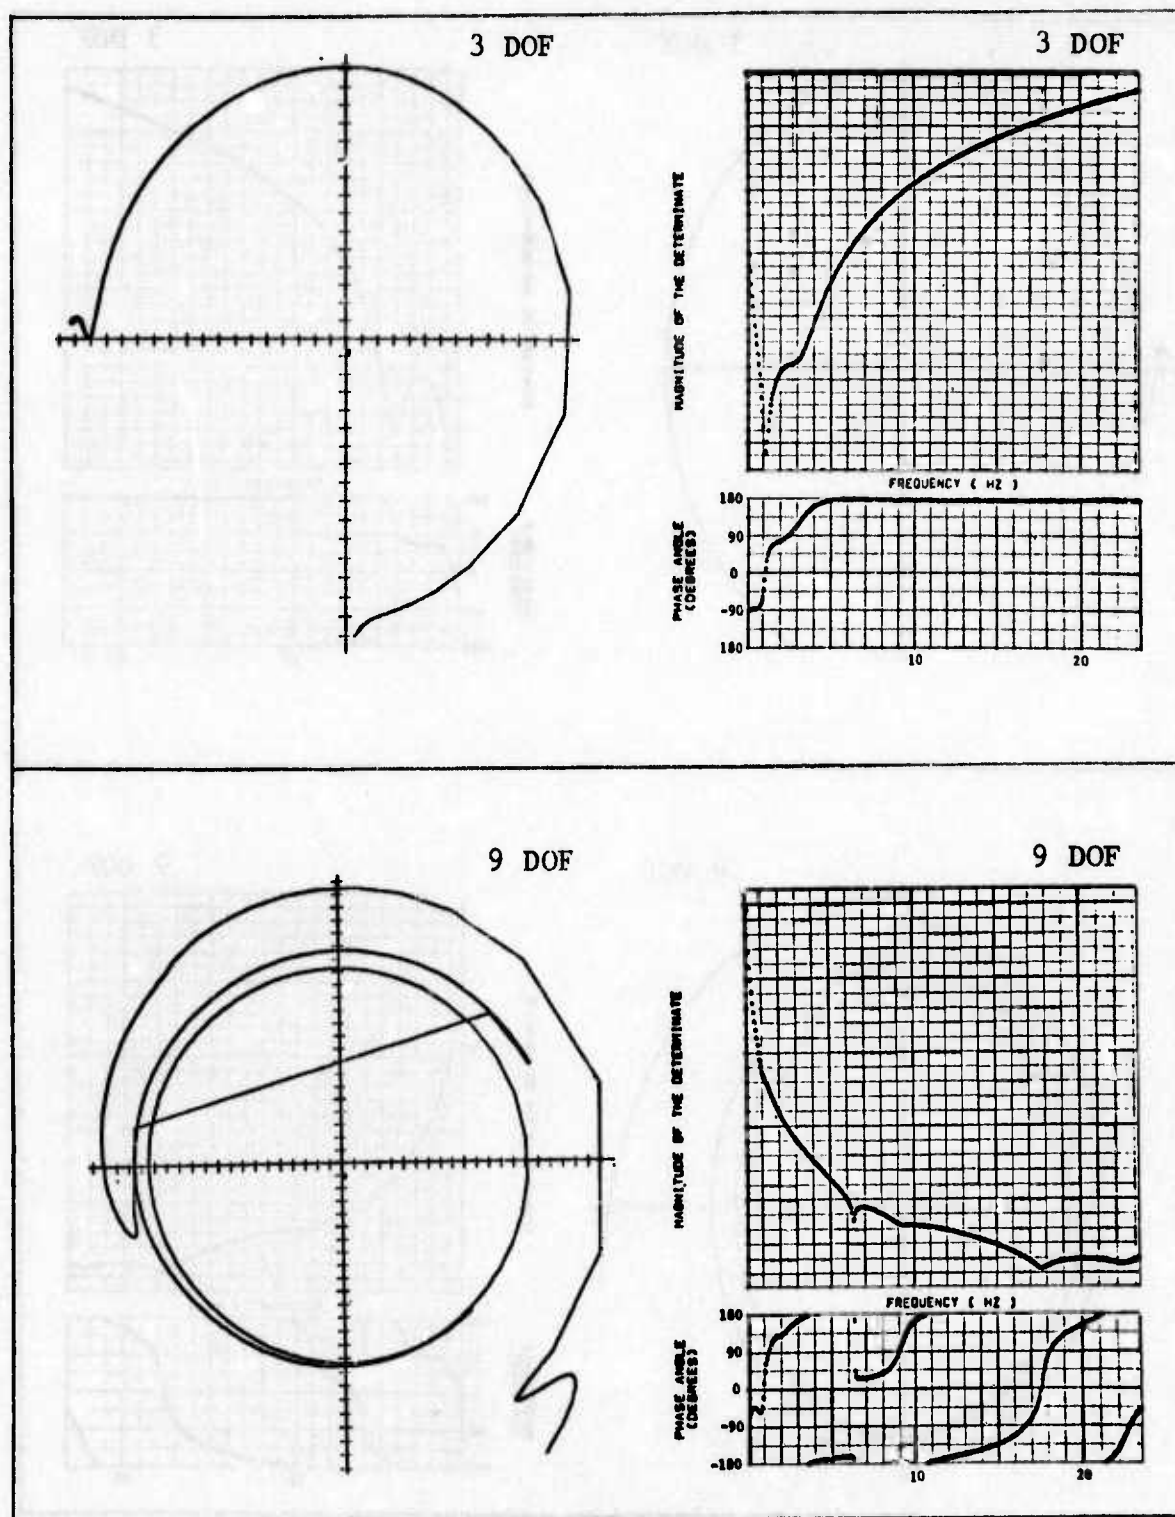 3 DOF
3 DOF
MAGNITUDE OF THE DETERMINATE
FREQUENCY ( HZ )
PHASE ANGLE
(DEGREES)
180
90
0
-90
180
10
20
9 DOF
9 DOF
MAGNITUDE OF THE DETERMINATE
FREQUENCY ( HZ )
PHASE ANGLE
(DEGREES)
180
90
0
-90
-180
10
20